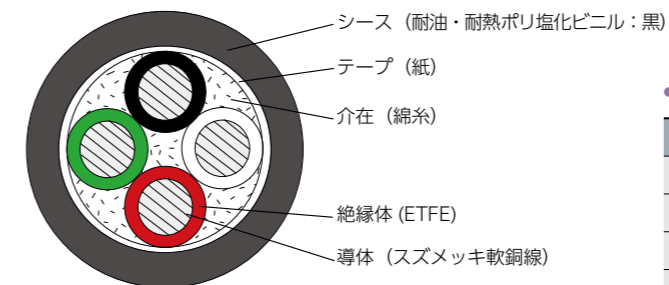 シース（耐油・耐熱ポリ塩化ビニル：黒）
テープ（紙）
介在（綿糸）
絶縁体 (ETFE)
導体（スズメッキ軟銅線）